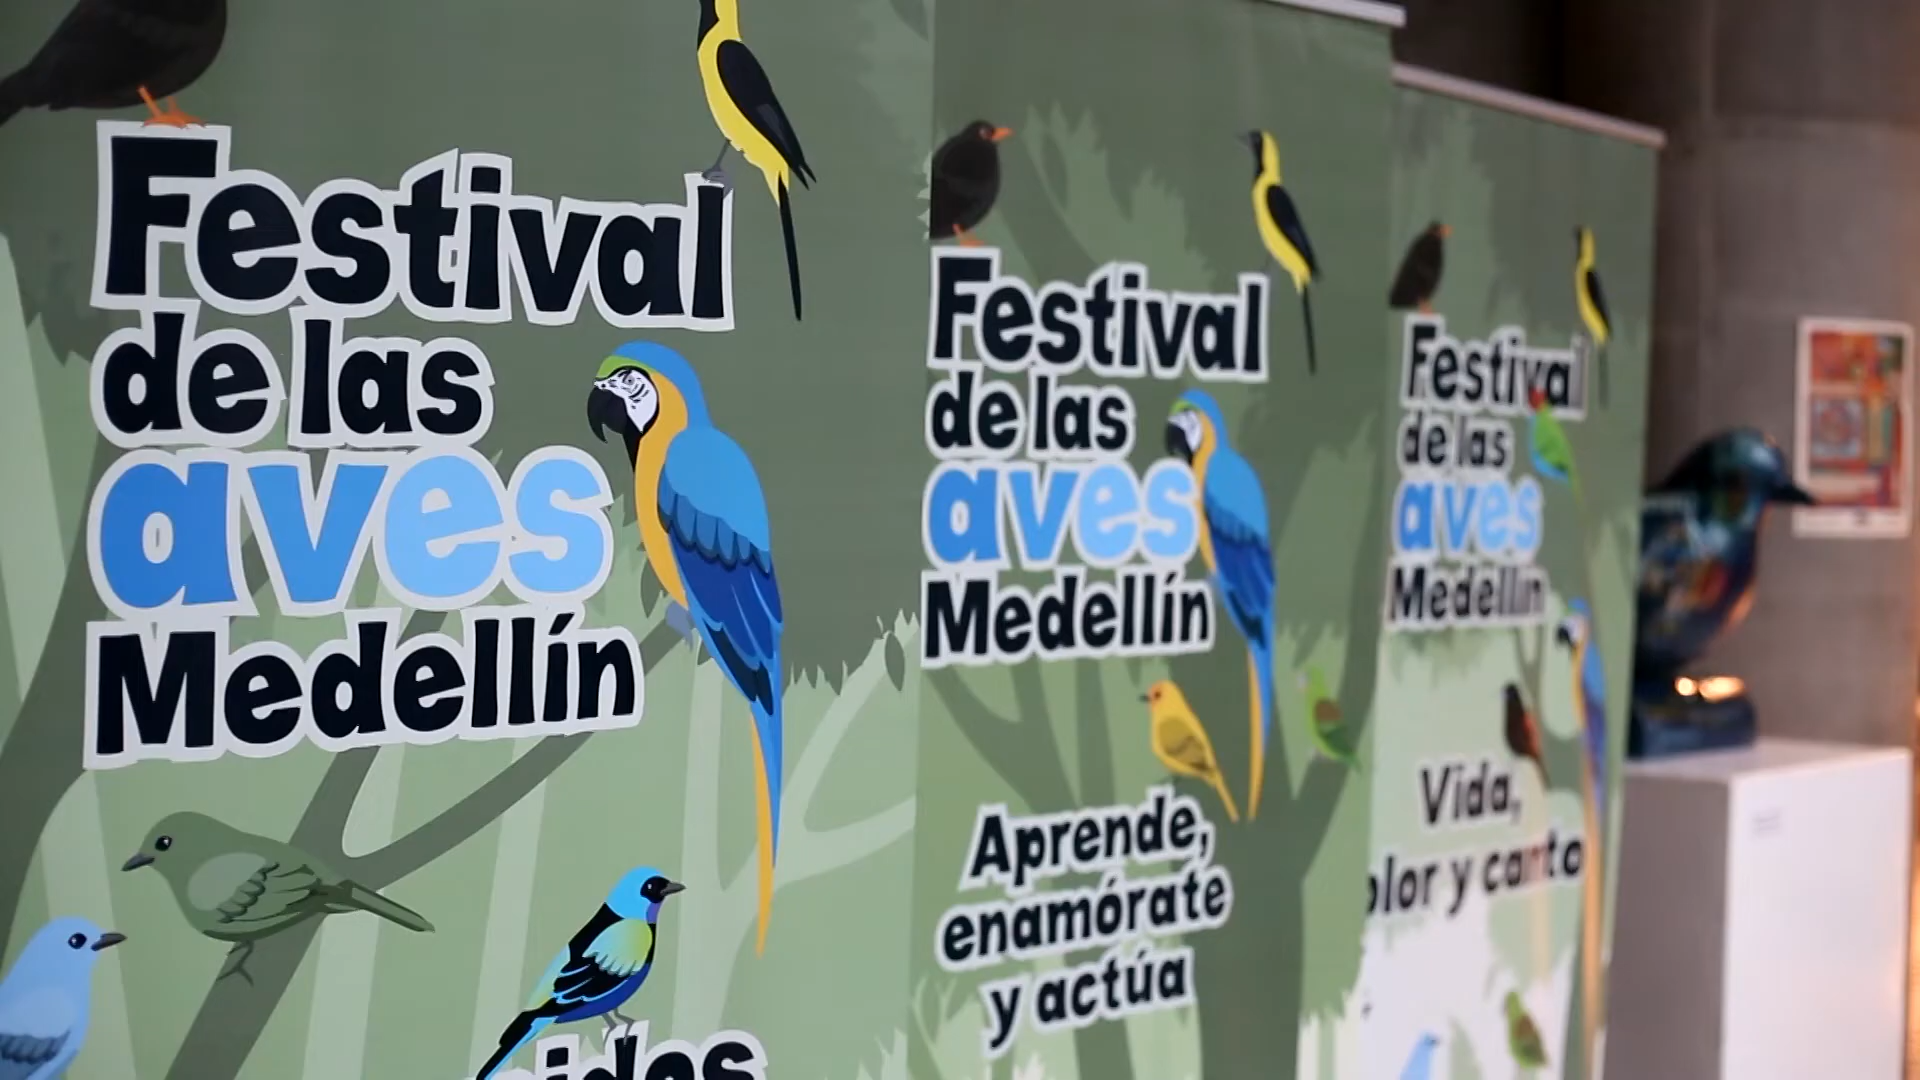 Festival
de las
aves
Medellín
Festival
de las
aves
Medellín
Aprende,
enamórate
y actúa
Festival
de las
aves
Medellín
Vida,
olor y canto